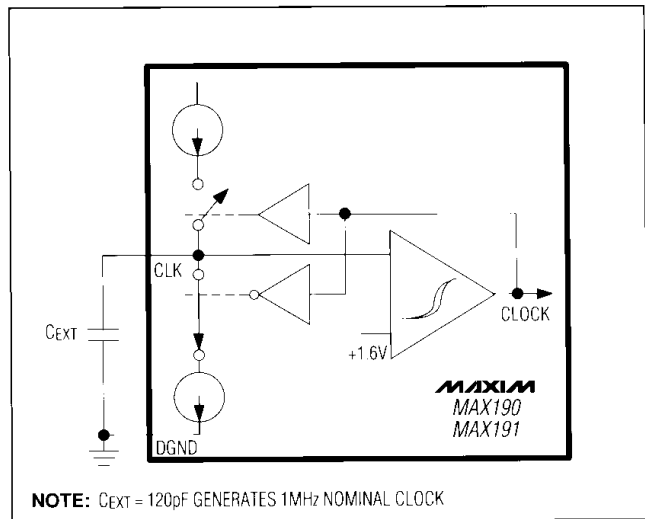 CLK
CEXT
CLOCK
+1.6V
MAXIM
MAX190
MAX191
DGND
NOTE: CEXT = 120pF GENERATES 1MHz NOMINAL CLOCK